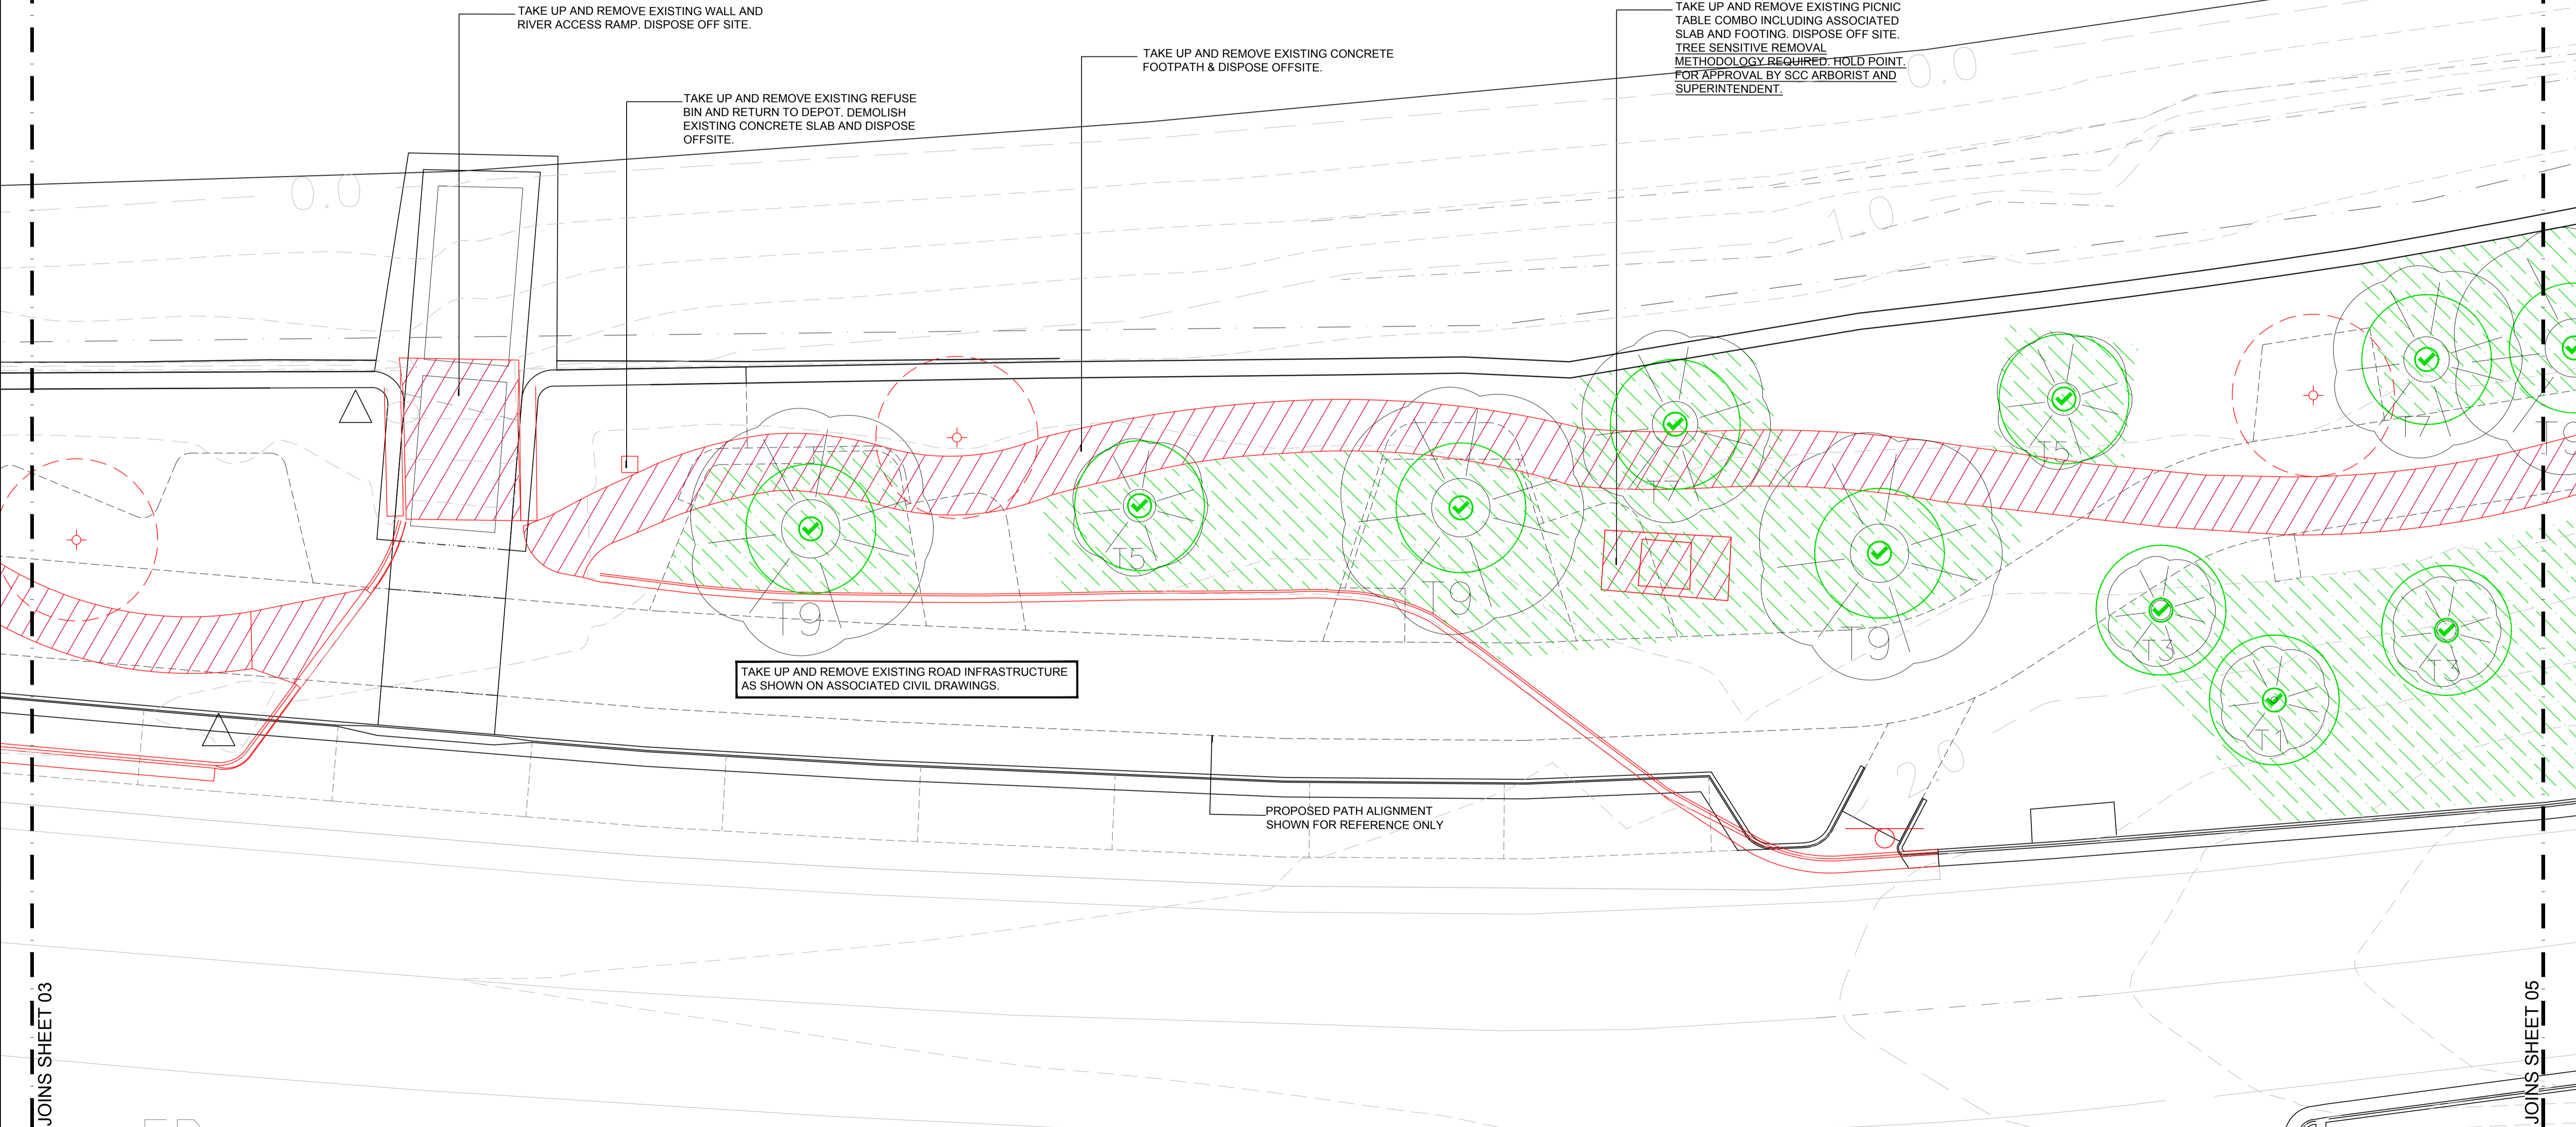 TAKE UP AND REMOVE EXISTING WALL AND
RIVER ACCESS RAMP. DISPOSE OFF SITE.
TAKE UP AND REMOVE EXISTING REFUSE
BIN AND RETURN TO DEPOT. DEMOLISH
EXISTING CONCRETE SLAB AND DISPOSE
OFFSITE.
TAKE UP AND REMOVE EXISTING CONCRETE
FOOTPATH & DISPOSE OFFSITE.
TAKE UP AND REMOVE EXISTING PICNIC
TABLE COMBO INCLUDING ASSOCIATED
SLAB AND FOOTING. DISPOSE OFF SITE.
TREE SENSITIVE REMOVAL
METHODOLOGY REQUIRED. HOLD POINT.
FOR APPROVAL BY SCC ARBORIST AND
SUPERINTENDENT.
0.0
0.0
1.0
T7
T9
T5
T5
T9
T9
T9
T3
T3
T1
2.0
TAKE UP AND REMOVE EXISTING ROAD INFRASTRUCTURE
AS SHOWN ON ASSOCIATED CIVIL DRAWINGS.
PROPOSED PATH ALIGNMENT
SHOWN FOR REFERENCE ONLY
JOINS SHEET 03
JOINS SHEET 05